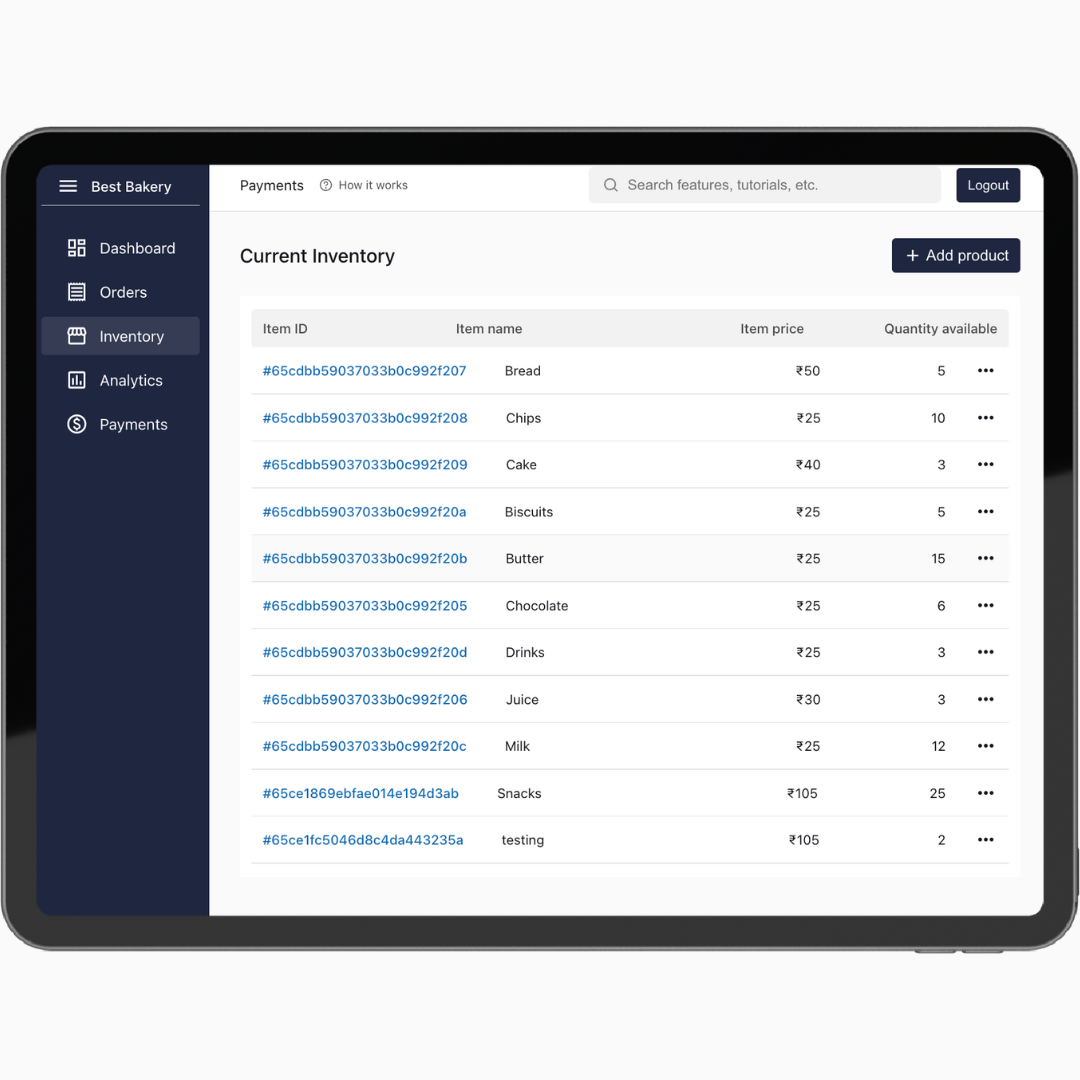 Best Bakery
Payments How it works Search features, tutorials, etc. Logout
Dashboard
Orders
Inventory
Analytics
Payments
Current Inventory + Add product
Item ID Item name Item price Quantity available
#65cdbb59037033b0c992f207 Bread ₹50 5 •••
#65cdbb59037033b0c992f208 Chips ₹25 10 •••
#65cdbb59037033b0c992f209 Cake ₹40 3 •••
#65cdbb59037033b0c992f20a Biscuits ₹25 5 •••
#65cdbb59037033b0c992f20b Butter ₹25 15 •••
#65cdbb59037033b0c992f205 Chocolate ₹25 6 •••
#65cdbb59037033b0c992f20d Drinks ₹25 3 •••
#65cdbb59037033b0c992f206 Juice ₹30 3 •••
#65cdbb59037033b0c992f20c Milk ₹25 12 •••
#65ce1869ebfae014e194d3ab Snacks ₹105 25 •••
#65ce1fc5046d8c4da443235a testing ₹105 2 •••